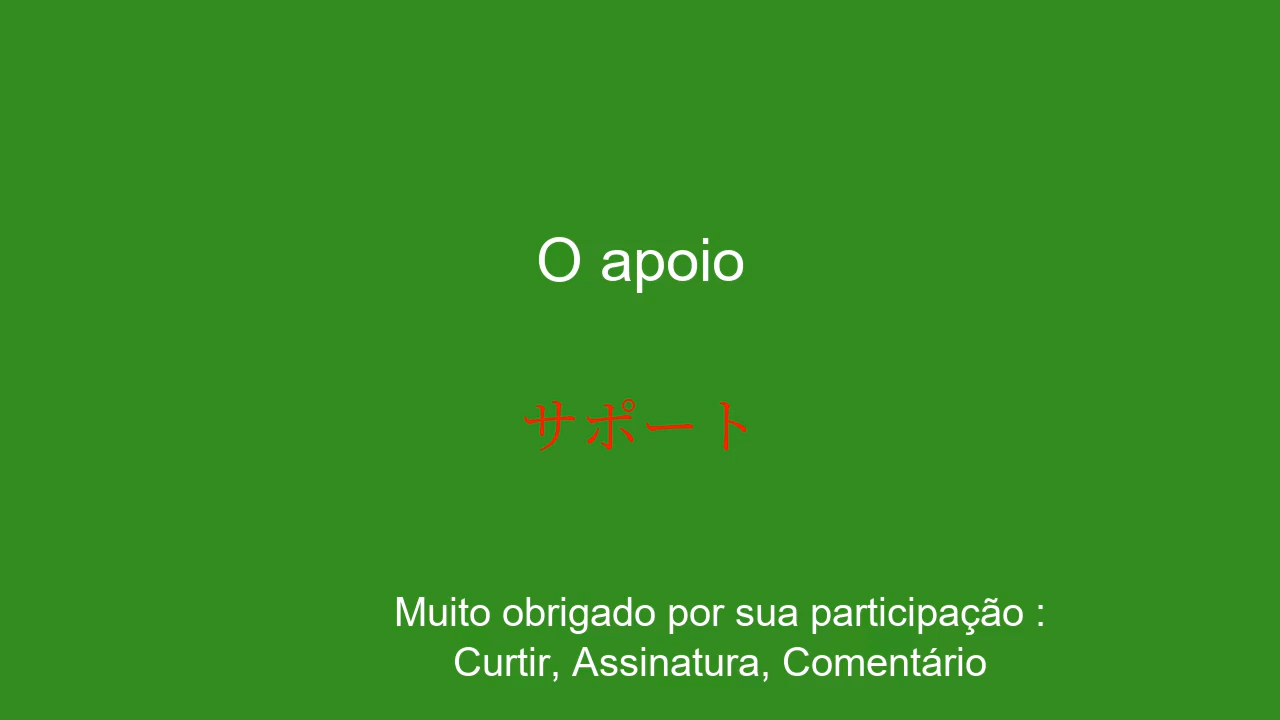 O apoio
サポート
Muito obrigado por sua participação :
Curtir, Assinatura, Comentário